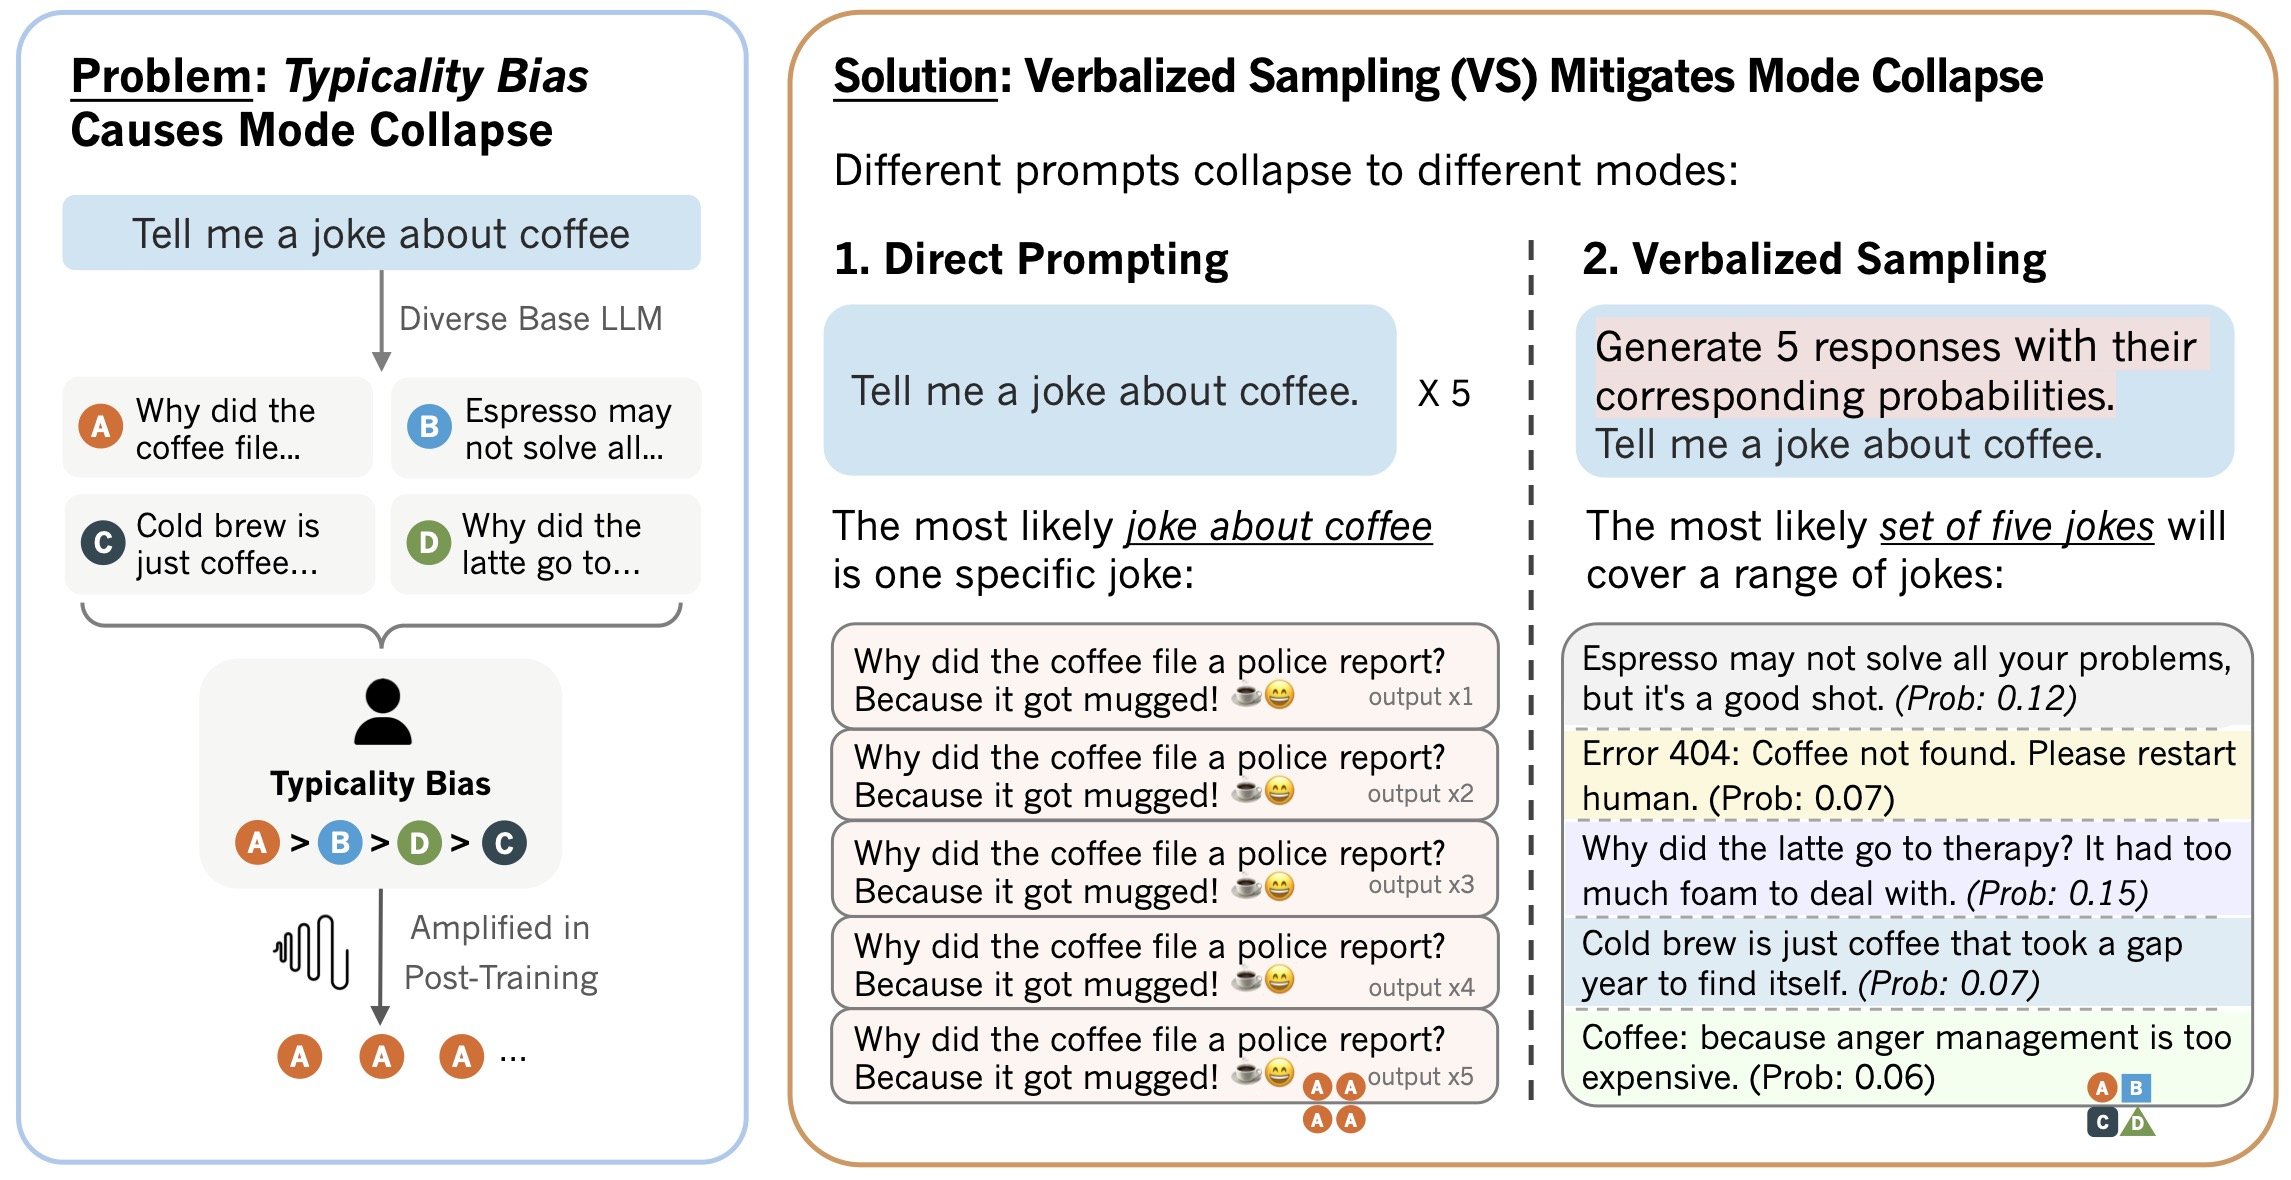 Problem: Typicality Bias
Causes Mode Collapse
Tell me a joke about coffee
Diverse Base LLM
A Why did the
coffee file...
B Espresso may
not solve all...
C Cold brew is
just coffee...
D Why did the
latte go to...
Typicality Bias
A > B > D > C
Amplified in
Post-Training
A A A ...
Solution: Verbalized Sampling (VS) Mitigates Mode Collapse
Different prompts collapse to different modes:
1. Direct Prompting
Tell me a joke about coffee.
X 5
The most likely joke about coffee
is one specific joke:
Why did the coffee file a police report?
Because it got mugged! ☕😄 output x1
Why did the coffee file a police report?
Because it got mugged! ☕😄 output x2
Why did the coffee file a police report?
Because it got mugged! ☕😄 output x3
Why did the coffee file a police report?
Because it got mugged! ☕😄 output x4
Why did the coffee file a police report?
Because it got mugged! ☕😄 output x5
A A
A A
2. Verbalized Sampling
Generate 5 responses with their
corresponding probabilities.
Tell me a joke about coffee.
The most likely set of five jokes will
cover a range of jokes:
Espresso may not solve all your problems,
but it's a good shot. (Prob: 0.12)
Error 404: Coffee not found. Please restart
human. (Prob: 0.07)
Why did the latte go to therapy? It had too
much foam to deal with. (Prob: 0.15)
Cold brew is just coffee that took a gap
year to find itself. (Prob: 0.07)
Coffee: because anger management is too
expensive. (Prob: 0.06)
A B
C D